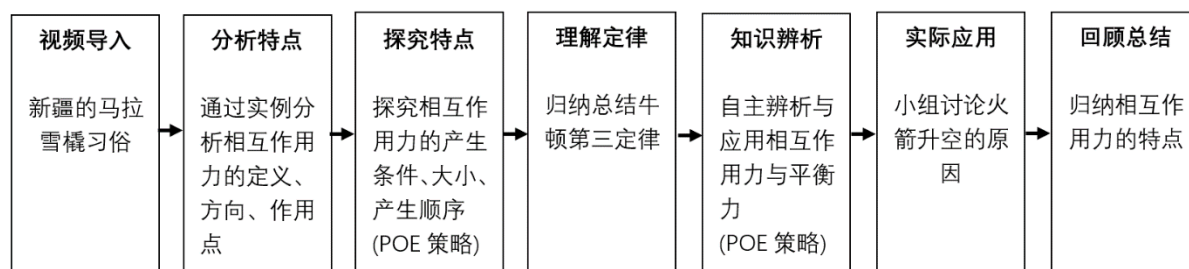 视频导入
新疆的马拉
雪橇习俗
分析特点
通过实例分
析相互作用
力的定义、
方向、作用
点
探究特点
探究相互作
用力的产生
条件、大小、
产生顺序
(POE 策略)
理解定律
归纳总结牛
顿第三定律
知识辨析
自主辨析与
应用相互作
用力与平衡
力
(POE 策略)
实际应用
小组讨论火
箭升空的原
因
回顾总结
归纳相互作
用力的特点